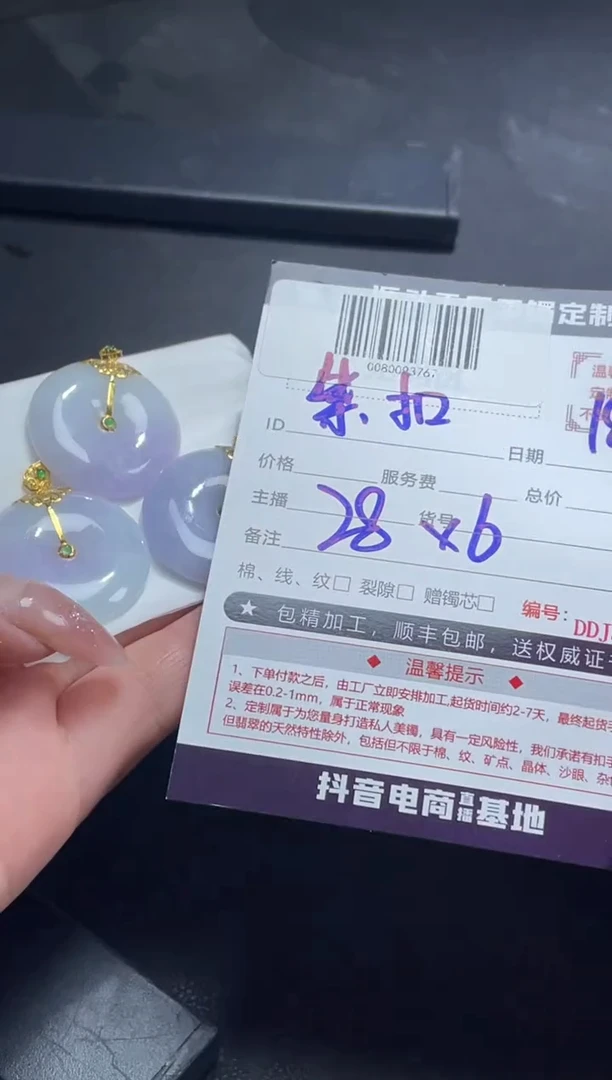 定制
008000376
紫.扣
ID
日期
价格
服务费
总价
主播
货号
28 x 6
备注
棉、线、纹□ 裂隙□ 赠镯芯□
编号:
DDJ
★ 包精加工，顺丰包邮，送权威证
◆ 温馨提示 ◆
1、下单付款之后，由工厂立即安排加工,起货时间约2-7天，最终起货
误差在0.2-1mm，属于正常现象
2、定制属于为您量身打造私人美镯，具有一定风险性，我们承诺有扣
但翡翠的天然特性除外，包括但不限于棉、纹、矿点、晶体、沙眼、杂
抖音电商直播基地